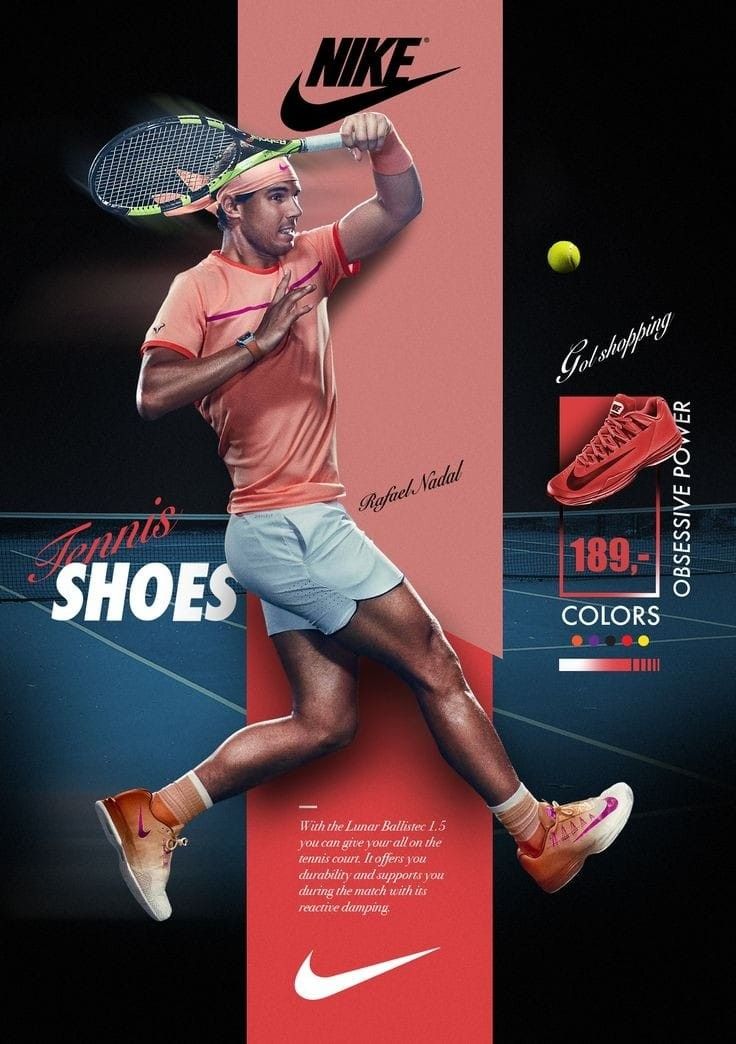 NIKE
Gol shopping
Rafael Nadal
Tennis
SHOES
OBSESSIVE POWER
189,-
COLORS
With the Lunar Ballistec 1.5
you can give your all on the
tennis court. It offers you
durability and supports you
during the match with its
reactive damping.